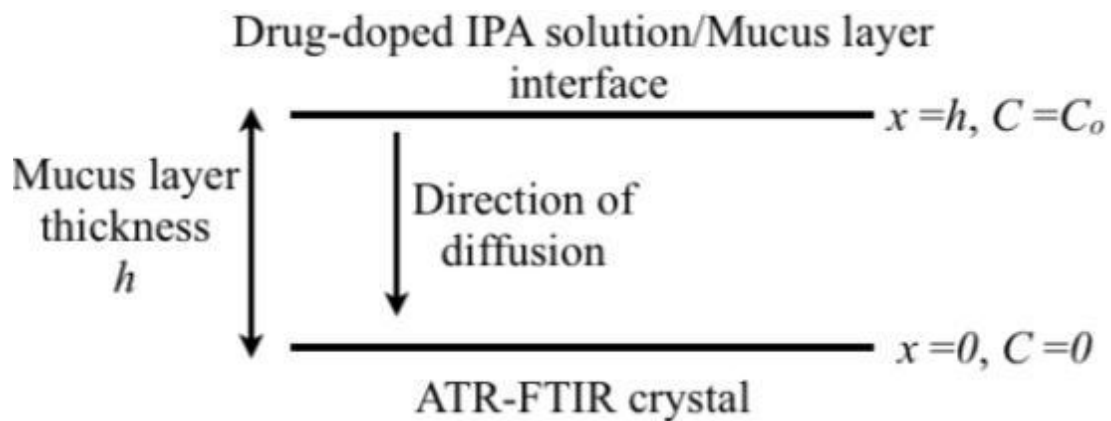 Drug-doped IPA solution/Mucus layer
interface
x =h, C =Cₒ
Mucus layer
thickness
h
Direction of
diffusion
x =0, C =0
ATR-FTIR crystal